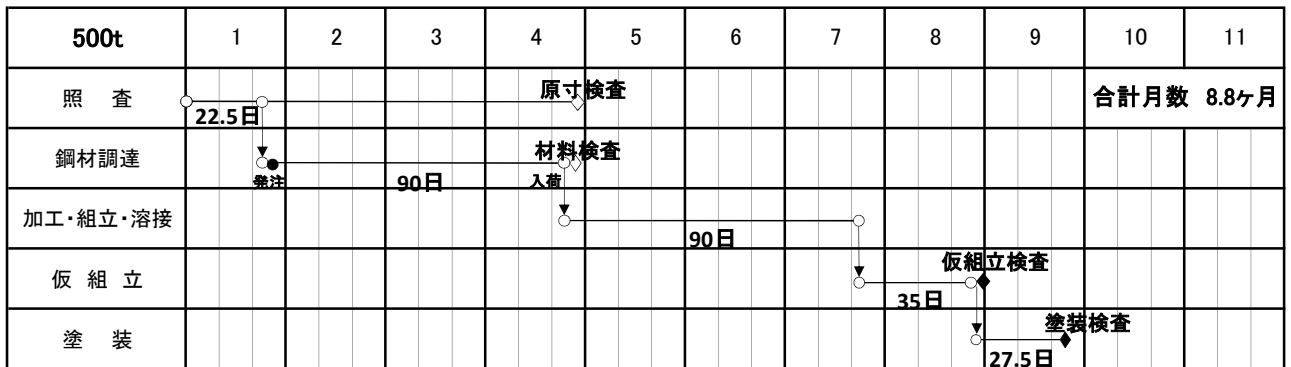 500t 1 2 3 4 5 6 7 8 9 10 11
照 査 22.5日 原寸検査 合計月数 8.8ヶ月
鋼材調達 発注 90日 入荷 材料検査
加工・組立・溶接 90日
仮 組 立 35日 仮組立検査
塗 装 27.5日 塗装検査